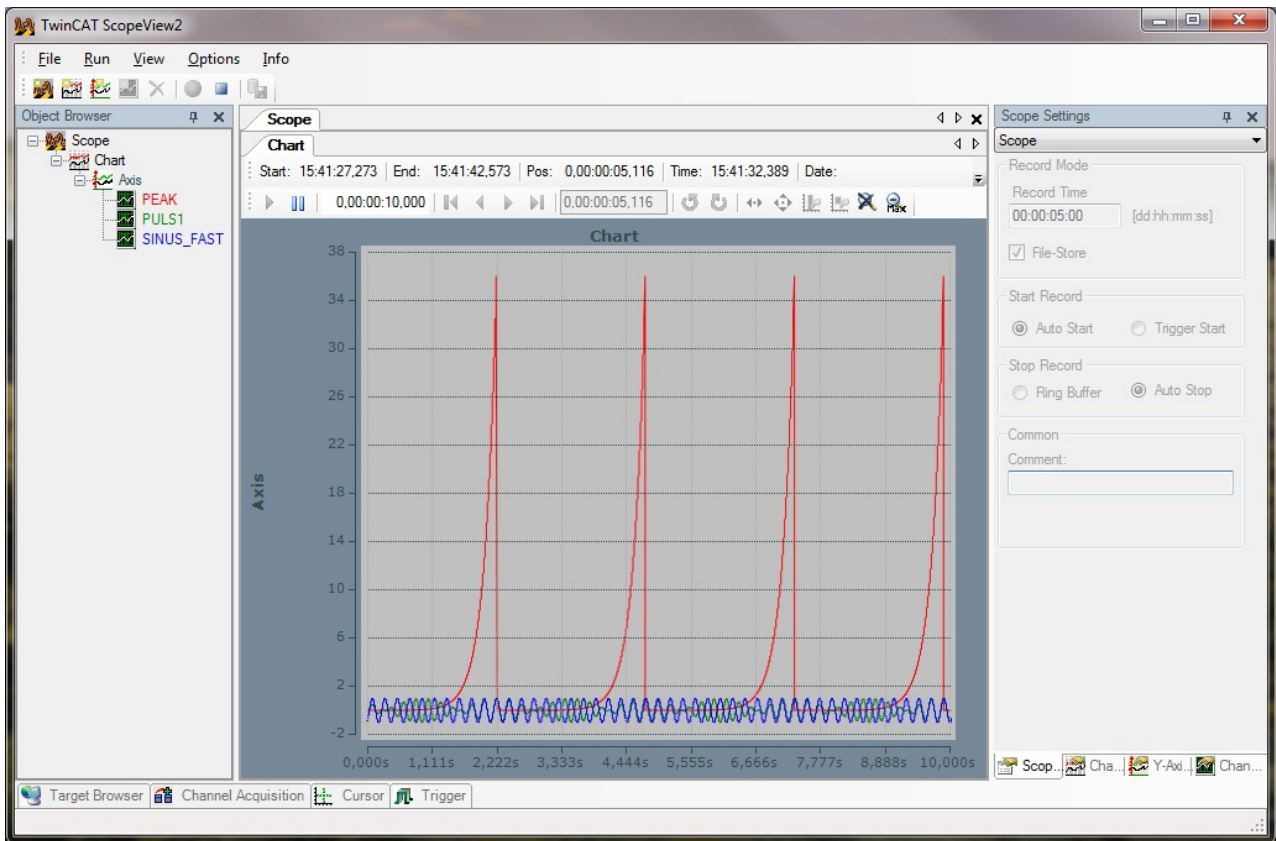 TwinCAT ScopeView2
File Run View Options Info
Object Browser
Scope
Chart
Axis
PEAK
PULS1
SINUS_FAST
Scope
Chart
Start: 15:41:27,273 End: 15:41:42,573 Pos: 0,00:00:05,116 Time: 15:41:32,389 Date:
0,00:00:10,000 0,00:00:05,116 Max
Chart
38
34
30
26
22
18
14
10
6
2
-2
Axis
0,000s 1,111s 2,222s 3,333s 4,444s 5,555s 6,666s 7,777s 8,888s 10,000s
Scope Settings
Scope
Record Mode
Record Time
00:00:05:00 [dd:hh:mm:ss]
File-Store
Start Record
Auto Start Trigger Start
Stop Record
Ring Buffer Auto Stop
Common
Comment:
Scop... Cha... Y-Axi... Chan...
Target Browser Channel Acquisition Cursor Trigger